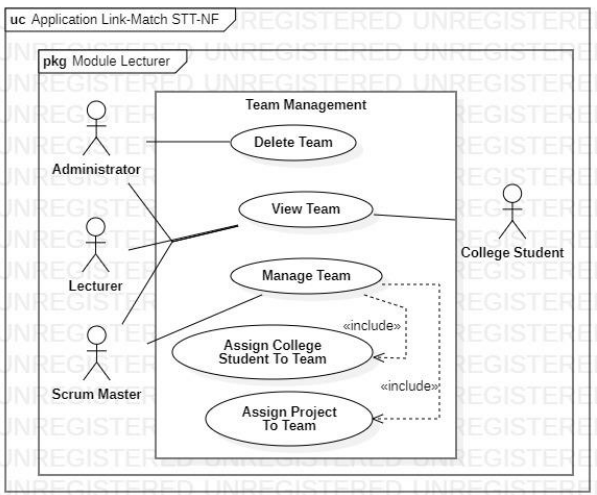 uc Application Link-Match STT-NF
UNREGISTERED UNREGISTERED
pkg Module Lecturer
Team Management
Delete Team
Administrator
View Team
College Student
Lecturer
Manage Team
«include»
Assign College
Student To Team
Scrum Master
«include»
Assign Project
To Team